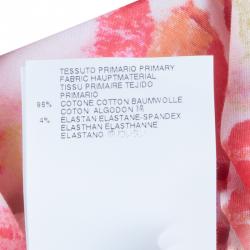 TESSUTO PRIMARIO PRIMARY
FABRIC HAUPTMATERIAL
TISSU PRIMAIRE TEJIDO
PRIMARIO
96% COTONE COTTON BAUMWOLLE
COTON ALGODON
4% ELASTAN ELASTANE-SPANDEX
ELASTHAN ELASTHANNE
ELASTANO